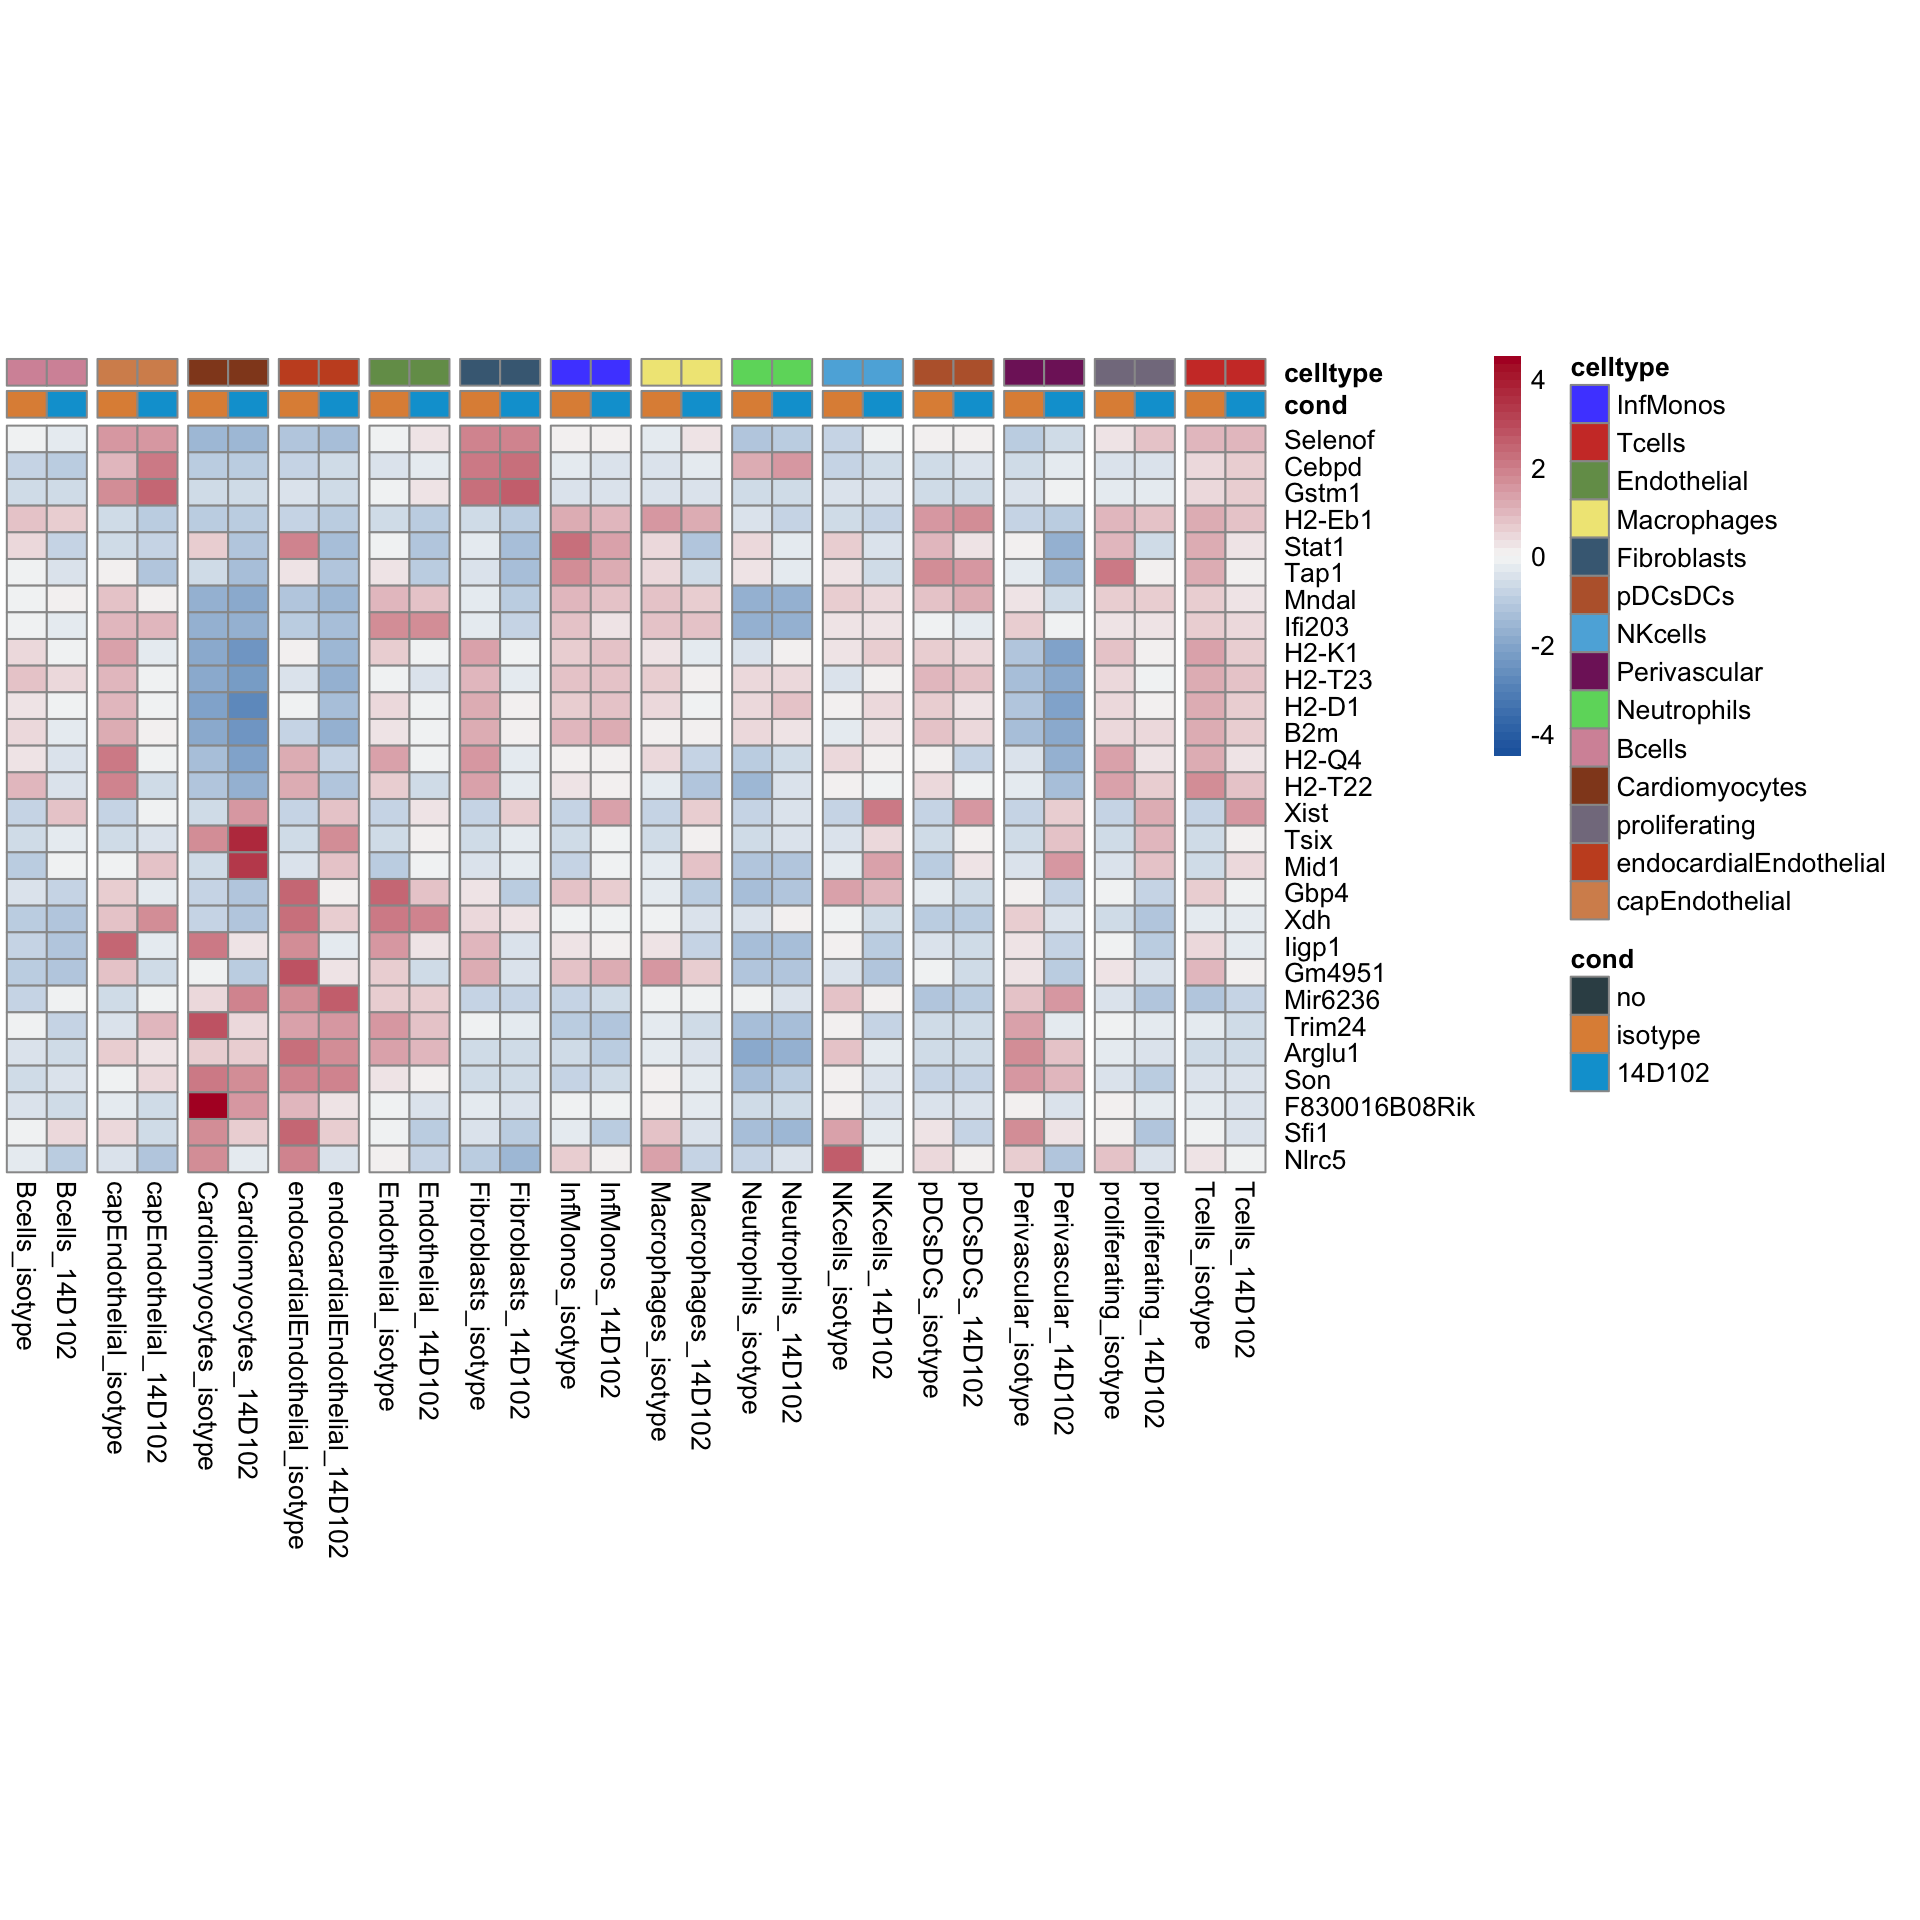 celltype
cond
Selenof
Cebpd
Gstm1
H2-Eb1
Stat1
Tap1
Mndal
Ifi203
H2-K1
H2-T23
H2-D1
B2m
H2-Q4
H2-T22
Xist
Tsix
Mid1
Gbp4
Xdh
Iigp1
Gm4951
Mir6236
Trim24
Arglu1
Son
F830016B08Rik
Sfi1
Nlrc5
Bcells_isotype
Bcells_14D102
capEndothelial_isotype
capEndothelial_14D102
Cardiomyocytes_isotype
Cardiomyocytes_14D102
endocardialEndothelial_isotype
endocardialEndothelial_14D102
Endothelial_isotype
Endothelial_14D102
Fibroblasts_isotype
Fibroblasts_14D102
InfMonos_isotype
InfMonos_14D102
Macrophages_isotype
Macrophages_14D102
Neutrophils_isotype
Neutrophils_14D102
NKcells_isotype
NKcells_14D102
pDCsDCs_isotype
pDCsDCs_14D102
Perivascular_isotype
Perivascular_14D102
proliferating_isotype
proliferating_14D102
Tcells_isotype
Tcells_14D102
4
2
0
-2
-4
celltype
InfMonos
Tcells
Endothelial
Macrophages
Fibroblasts
pDCsDCs
NKcells
Perivascular
Neutrophils
Bcells
Cardiomyocytes
proliferating
endocardialEndothelial
capEndothelial
cond
no
isotype
14D102